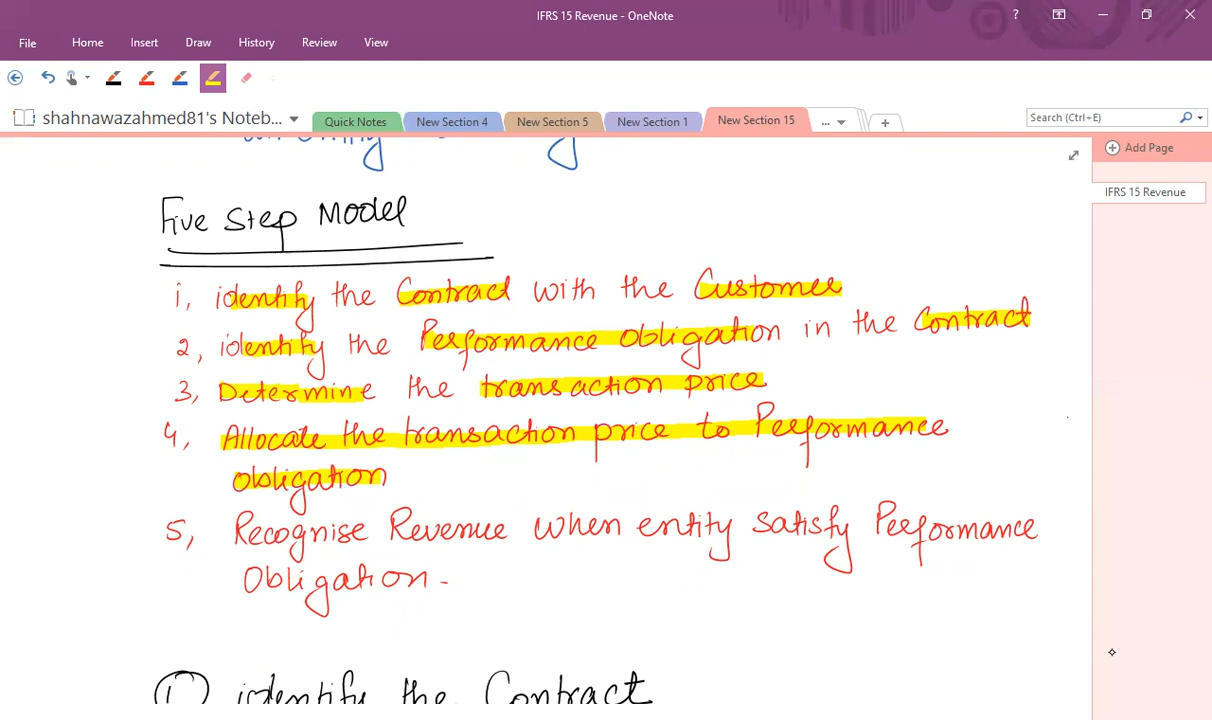 IFRS 15 Revenue - OneNote
?
File Home Insert Draw History Review View
shahnawazahmed81's Noteb...
Quick Notes
New Section 4
New Section 5
New Section 1
New Section 15
...
Search (Ctrl+E)
Add Page
IFRS 15 Revenue
Five Step Model
1, identify the Contract with the Customer
2, identify the Performance Obligation in the Contract
3, Determine the transaction price
4, Allocate the transaction price to Performance
obligation
5, Recognise Revenue when entity satisfy Performance
Obligation.
1 identify the Contract